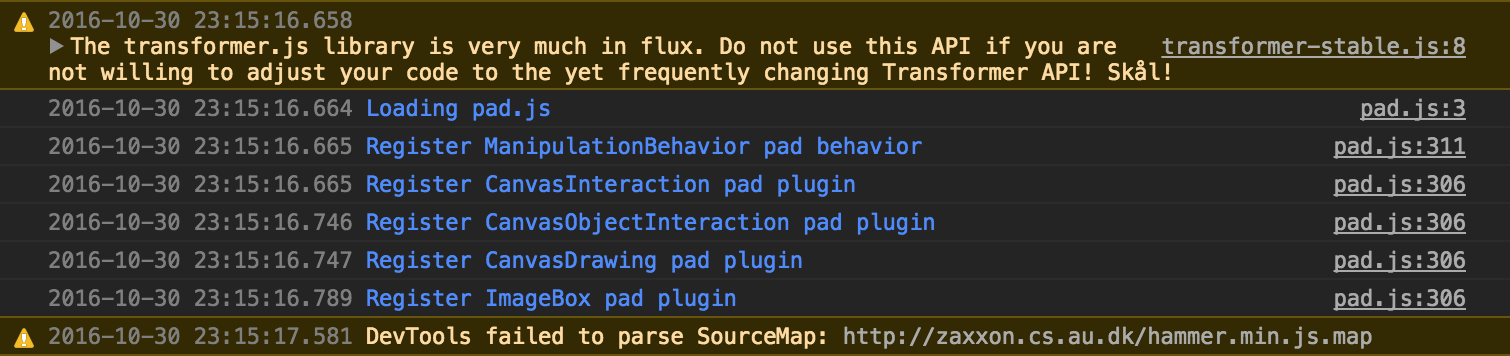 2016-10-30 23:15:16.658
▶The transformer.js library is very much in flux. Do not use this API if you are transformer-stable.js:8
not willing to adjust your code to the yet frequently changing Transformer API! Skål!
2016-10-30 23:15:16.664 Loading pad.js pad.js:3
2016-10-30 23:15:16.665 Register ManipulationBehavior pad behavior pad.js:311
2016-10-30 23:15:16.665 Register CanvasInteraction pad plugin pad.js:306
2016-10-30 23:15:16.746 Register CanvasObjectInteraction pad plugin pad.js:306
2016-10-30 23:15:16.747 Register CanvasDrawing pad plugin pad.js:306
2016-10-30 23:15:16.789 Register ImageBox pad plugin pad.js:306
2016-10-30 23:15:17.581 DevTools failed to parse SourceMap: http://zaxxon.cs.au.dk/hammer.min.js.map